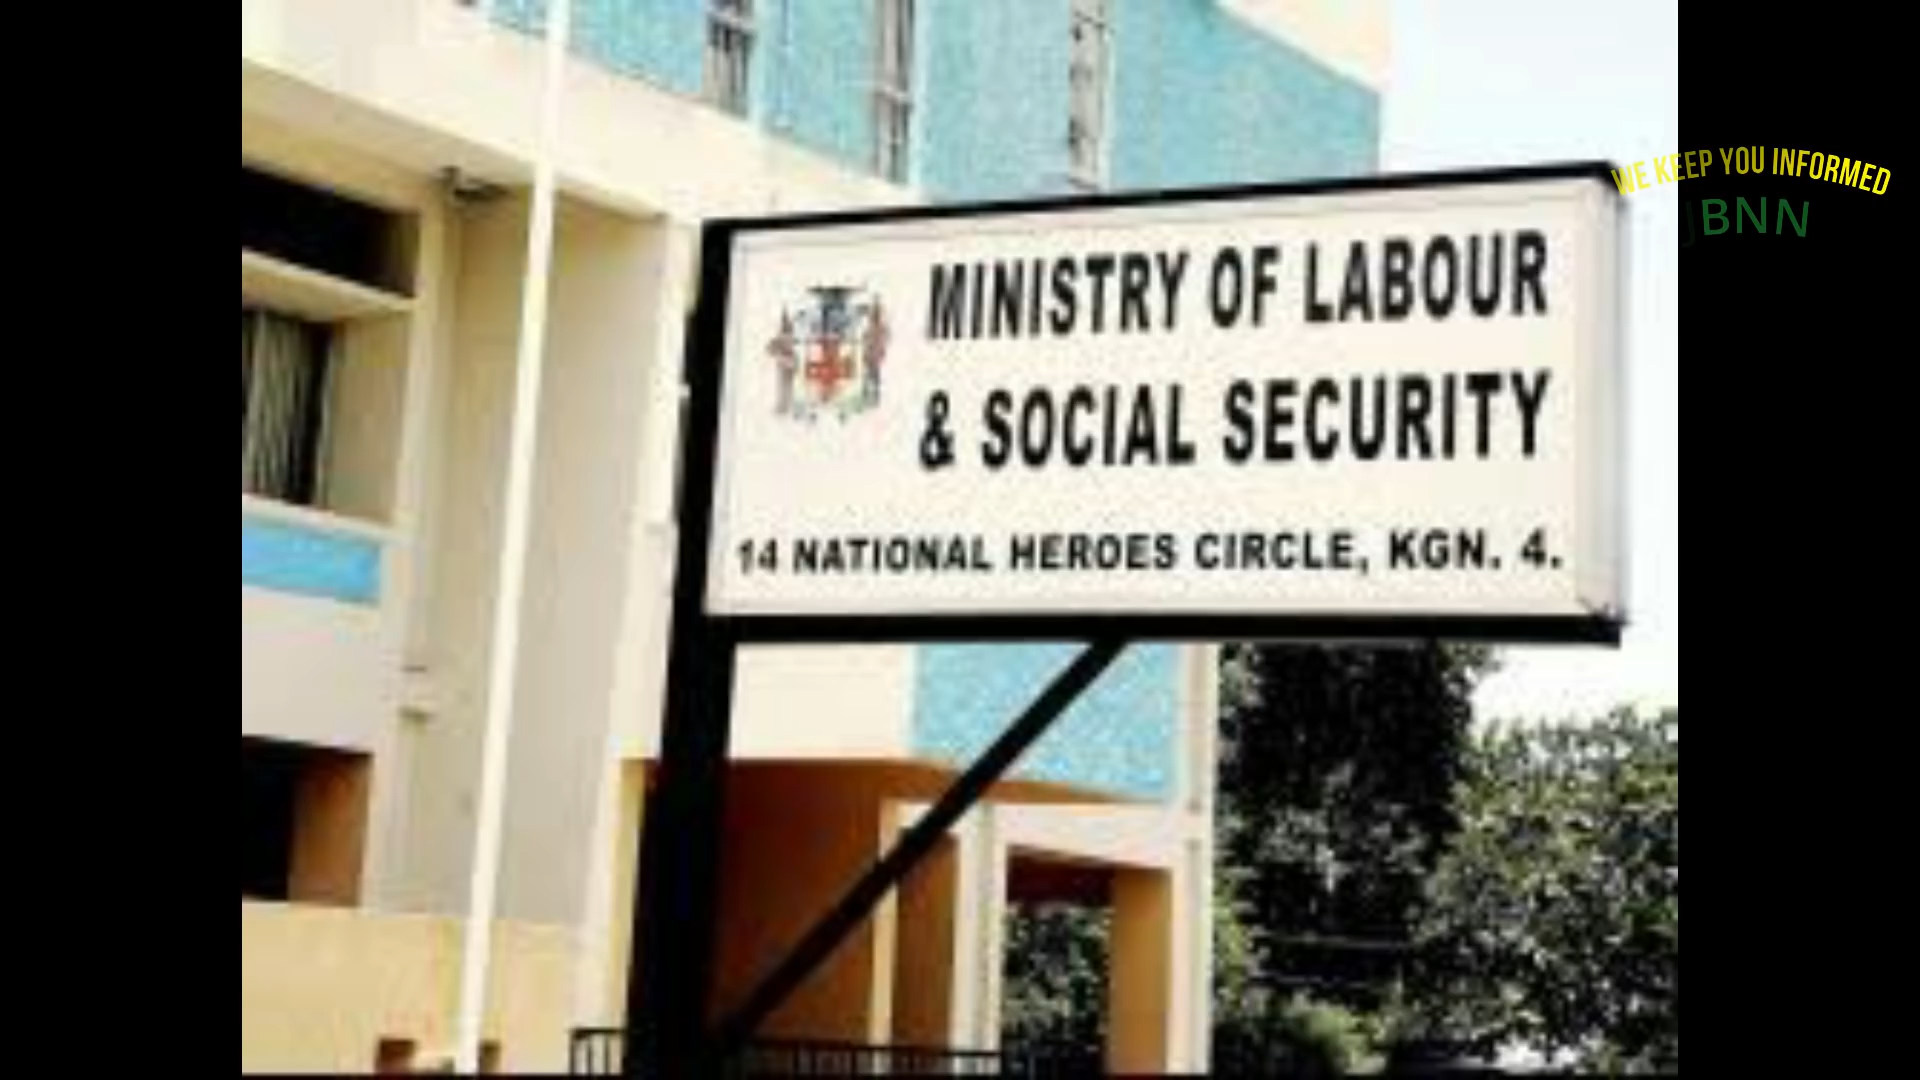 MINISTRY OF LABOUR
& SOCIAL SECURITY
14 NATIONAL HEROES CIRCLE, KGN. 4.
WE KEEP YOU INFORMED
JBNN